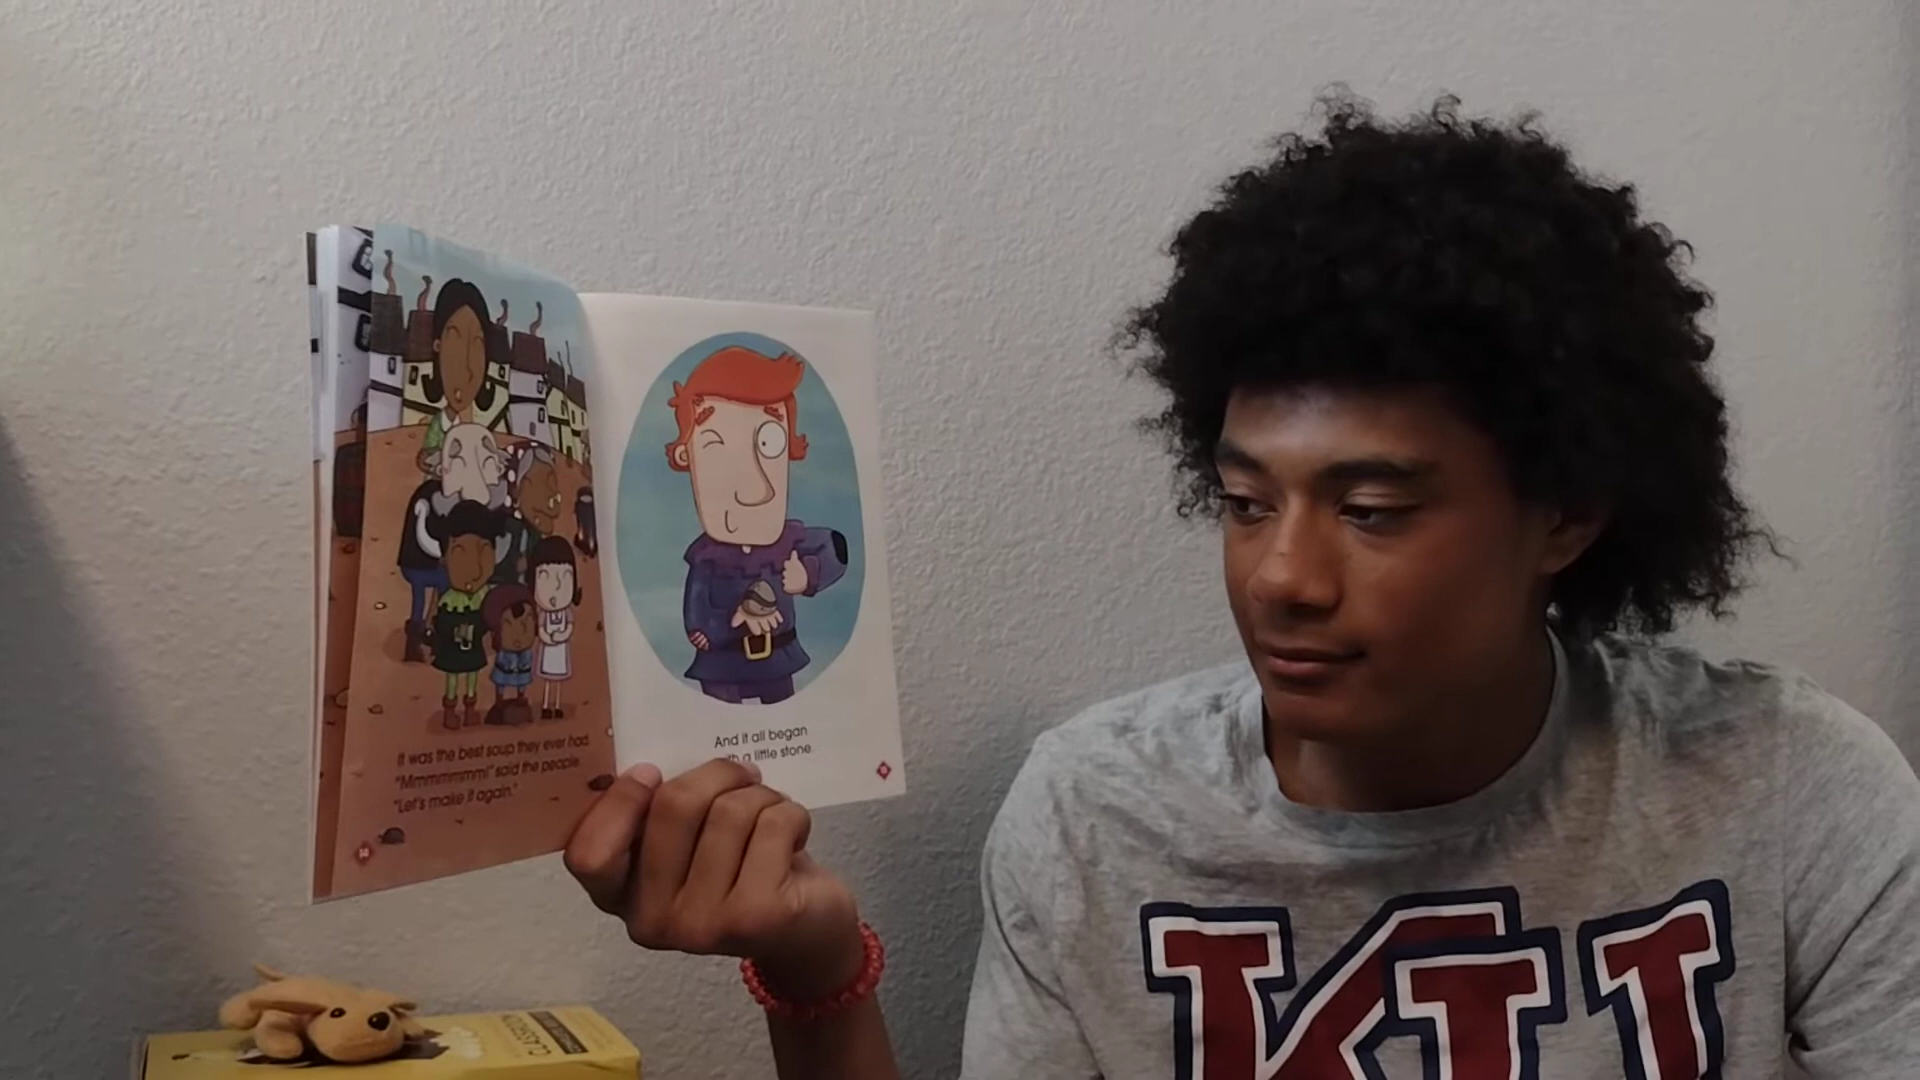 It was the best soup they ever had.
"Mmmmmmm!" said the people.
"Let's make it again."
And it all began
a little stone.
KU